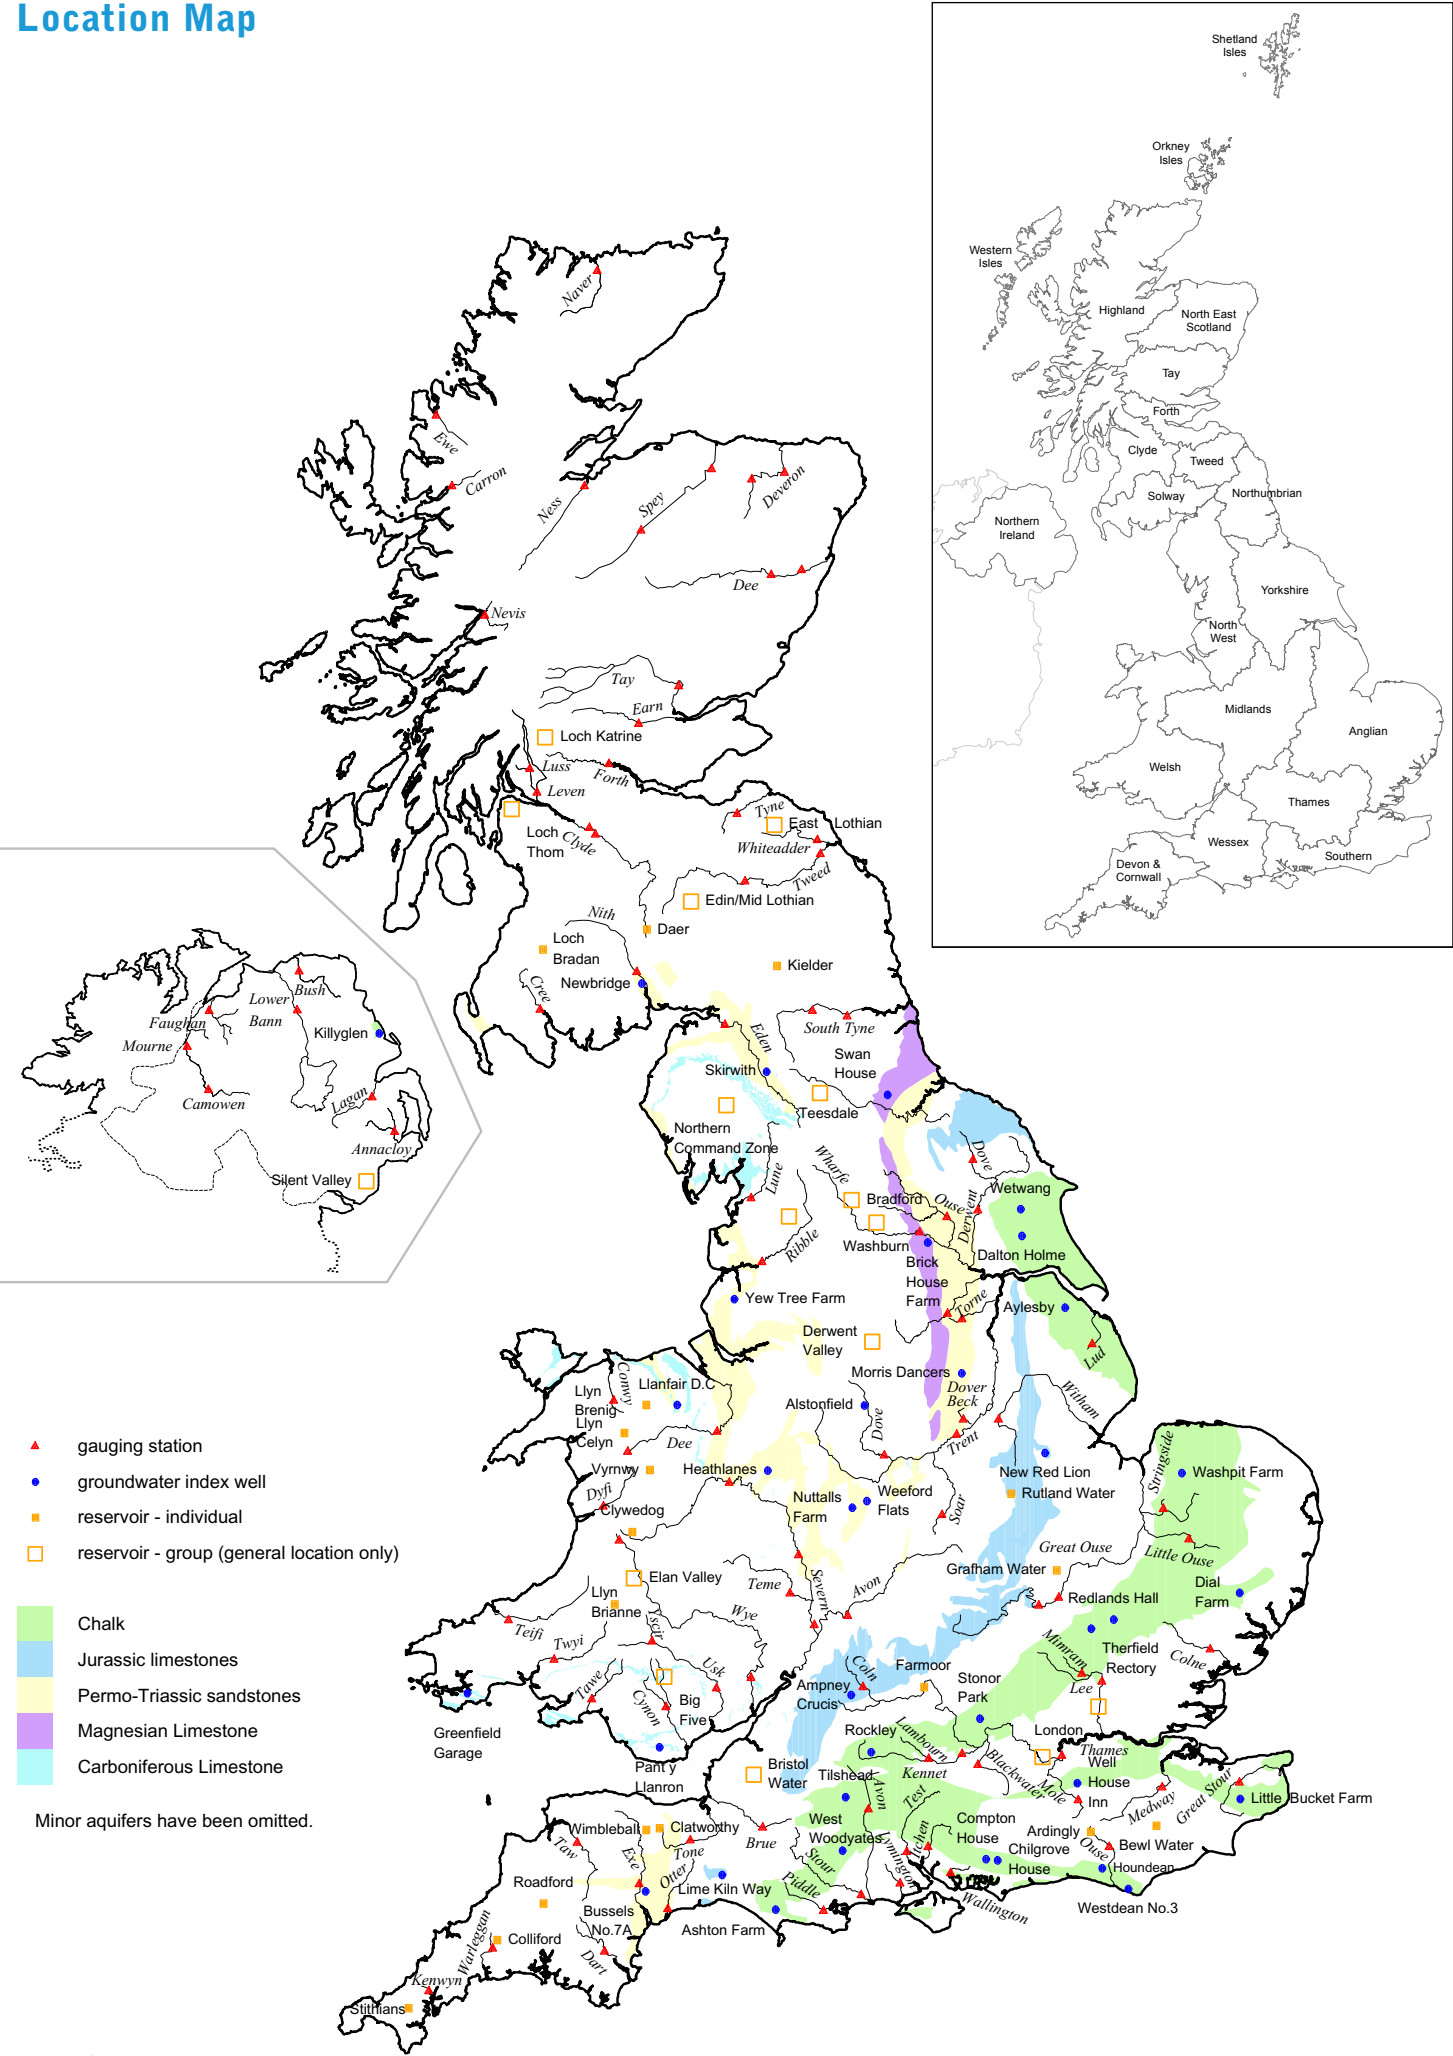 Location Map
Shetland
Isles
Orkney
Isles
Western
Isles
Highland
North East
Scotland
Tay
Forth
Clyde
Tweed
Solway
Northumbrian
Northern
Ireland
Yorkshire
North
West
Midlands
Anglian
Welsh
Thames
Wessex
Southern
Devon &
Cornwall
Naver
Ewe
Carron
Ness
Spey
Deveron
Dee
Nevis
Tay
Earn
Loch Katrine
Luss
Forth
Leven
Tyne
East Lothian
Loch
Thom
Clyde
Whiteadder
Tweed
Edin/Mid Lothian
Nith
Daer
Loch
Bradan
Kielder
Newbridge
Cree
South Tyne
Eden
Swan
House
Skirwith
Teesdale
Northern
Command Zone
Lune
Wharfe
Dove
Wetwang
Bradford
Ouse
Derwent
Washburn
Dalton Holme
Ribble
Brick
House
Farm
Torne
Aylesby
Yew Tree Farm
Derwent
Valley
Lud
Morris Dancers
Dover
Beck
Witham
Lower
Bann
Bush
Faughan
Mourne
Killyglen
Camowen
Lagan
Annacloy
Silent Valley
Conwy
Llanfair D.C
Llyn
Brenig
Llyn
Celyn
Alstonfield
Dove
Dee
Trent
Vyrnwy
Heathlanes
Dyfi
Clywedog
Nuttalls
Farm
Weeford
Flats
Soar
New Red Lion
Rutland Water
Stringside
Washpit Farm
Great Ouse
Little Ouse
Grafham Water
Dial
Farm
Redlands Hall
Elan Valley
Teme
Severn
Avon
Llyn
Brianne
Wye
Yscir
Teifi
Twyi
Usk
Tawe
Cynon
Big
Five
Greenfield
Garage
Pant y
Llanron
Mimram
Therfield
Rectory
Colne
Lee
Coln
Farmoor
Stonor
Park
Ampney
Crucis
London
Rockley
Lambourn
Kennet
Blackwater
Thames
Well
House
Inn
Mole
Bristol
Water
Tilshead
Avon
Test
Medway
Great Stour
Little Bucket Farm
West
Woodyates
Compton
House
Chilgrove
House
Ardingly
Ouse
Bewl Water
Houndean
Westdean No.3
Wimbleball
Clatworthy
Taw
Exe
Tone
Brue
Stour
Lymington
Itchen
Otter
Lime Kiln Way
Piddle
Wallington
Roadford
Bussels
No.7A
Ashton Farm
Warleggan
Colliford
Dart
Kenwyn
Stithians
gauging station
groundwater index well
reservoir - individual
reservoir - group (general location only)
Chalk
Jurassic limestones
Permo-Triassic sandstones
Magnesian Limestone
Carboniferous Limestone
Minor aquifers have been omitted.